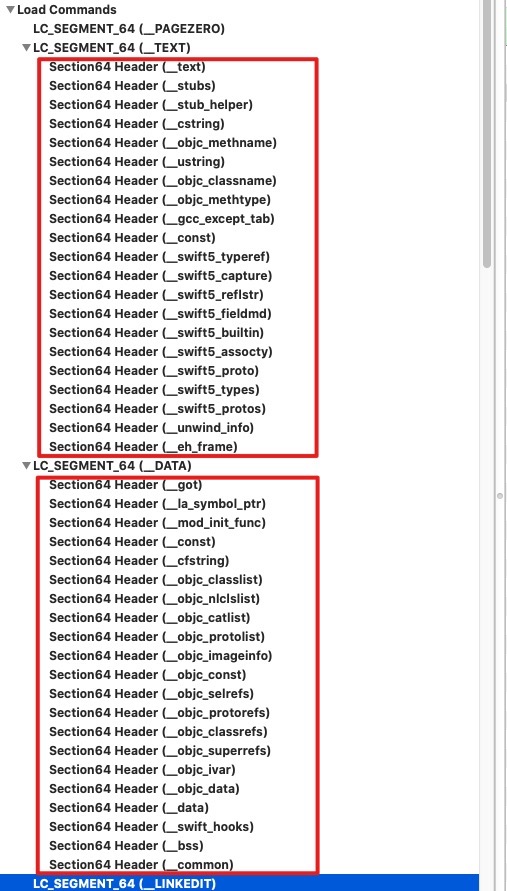 Load Commands
LC_SEGMENT_64 (__PAGEZERO)
LC_SEGMENT_64 (__TEXT)
Section64 Header (__text)
Section64 Header (__stubs)
Section64 Header (__stub_helper)
Section64 Header (__cstring)
Section64 Header (__objc_methname)
Section64 Header (__ustring)
Section64 Header (__objc_classname)
Section64 Header (__objc_methtype)
Section64 Header (__gcc_except_tab)
Section64 Header (__const)
Section64 Header (__swift5_typeref)
Section64 Header (__swift5_capture)
Section64 Header (__swift5_reflstr)
Section64 Header (__swift5_fieldmd)
Section64 Header (__swift5_builtin)
Section64 Header (__swift5_assocty)
Section64 Header (__swift5_proto)
Section64 Header (__swift5_types)
Section64 Header (__swift5_protos)
Section64 Header (__unwind_info)
Section64 Header (__eh_frame)
LC_SEGMENT_64 (__DATA)
Section64 Header (__got)
Section64 Header (__la_symbol_ptr)
Section64 Header (__mod_init_func)
Section64 Header (__const)
Section64 Header (__cfstring)
Section64 Header (__objc_classlist)
Section64 Header (__objc_nlclslist)
Section64 Header (__objc_catlist)
Section64 Header (__objc_protolist)
Section64 Header (__objc_imageinfo)
Section64 Header (__objc_const)
Section64 Header (__objc_selrefs)
Section64 Header (__objc_protorefs)
Section64 Header (__objc_classrefs)
Section64 Header (__objc_superrefs)
Section64 Header (__objc_ivar)
Section64 Header (__objc_data)
Section64 Header (__data)
Section64 Header (__swift_hooks)
Section64 Header (__bss)
Section64 Header (__common)
LC_SEGMENT_64 (__LINKEDIT)